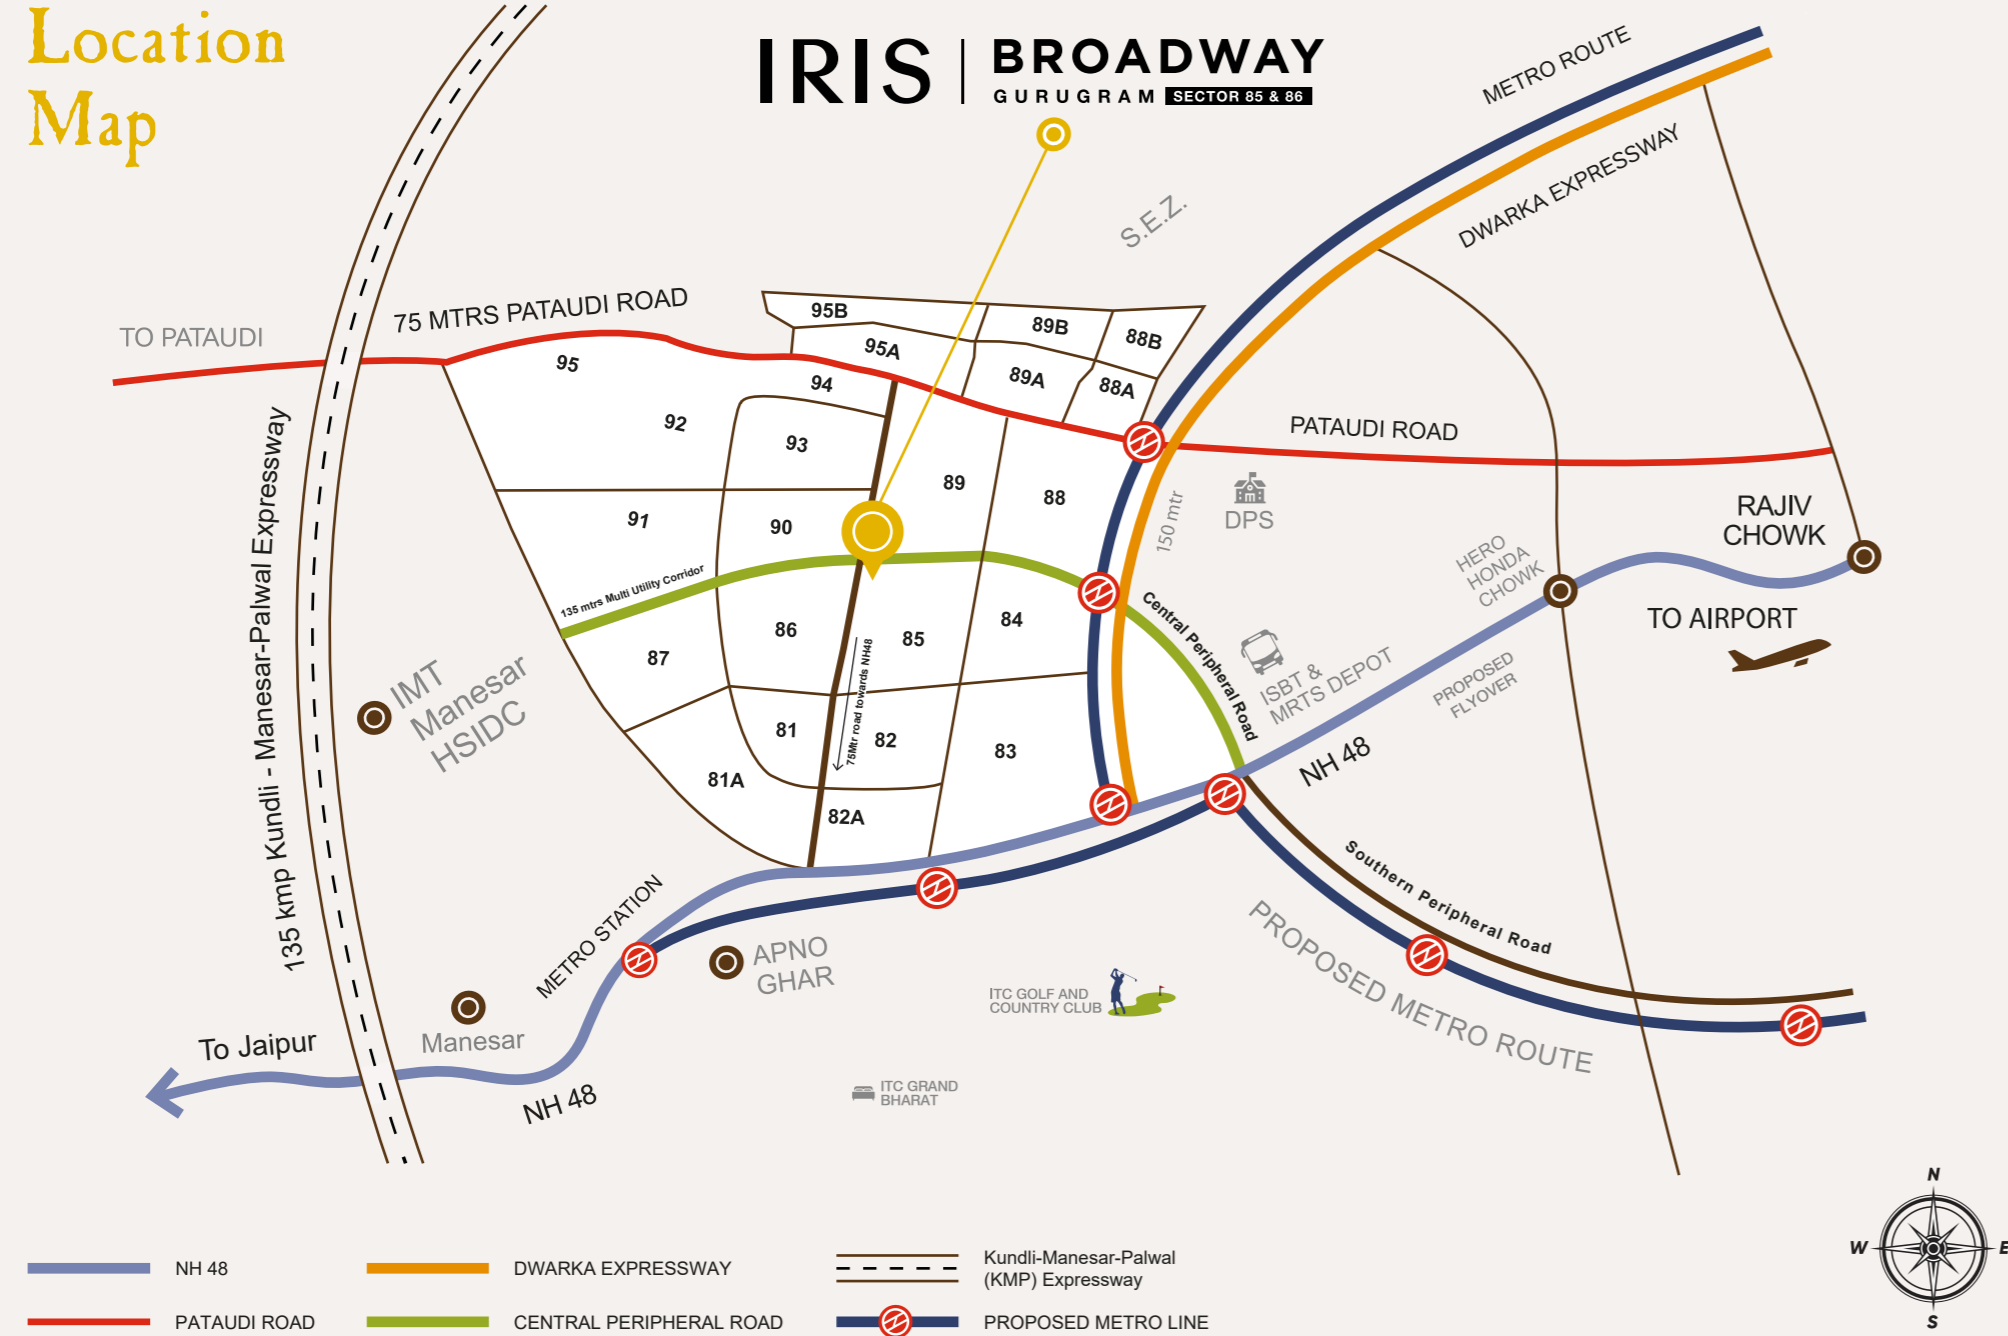 Location
Map
IRIS
BROADWAY
GURUGRAM SECTOR 85 & 86
METRO ROUTE
DWARKA EXPRESSWAY
S.E.Z.
75 MTRS PATAUDI ROAD
TO PATAUDI
95B
89B
88B
95A
89A
88A
95
94
92
93
89
88
91
90
PATAUDI ROAD
150 mtr
DPS
RAJIV
CHOWK
HERO
HONDA
CHOWK
TO AIRPORT
135 mtrs Multi Utility Corridor
Central Peripheral Road
86
85
84
87
75Mtr road towards NH48
ISBT &
MRTS DEPOT
PROPOSED
FLYOVER
135 kmp Kundli - Manesar-Palwal Expressway
IMT
Manesar
HSIDC
81
82
83
81A
82A
NH 48
Southern Peripheral Road
PROPOSED METRO ROUTE
METRO STATION
APNO
GHAR
ITC GOLF AND
COUNTRY CLUB
Manesar
To Jaipur
NH 48
ITC GRAND
BHARAT
N
W
E
S
NH 48
DWARKA EXPRESSWAY
Kundli-Manesar-Palwal
(KMP) Expressway
PATAUDI ROAD
CENTRAL PERIPHERAL ROAD
PROPOSED METRO LINE